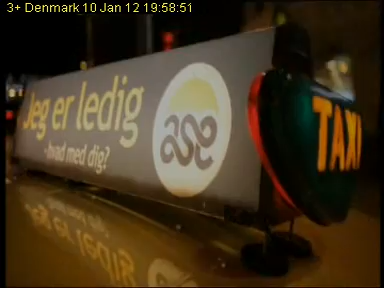 3+ Denmark 10 Jan 12 19:58:51
Jeg er ledig
-hvad med dig?
TAXI